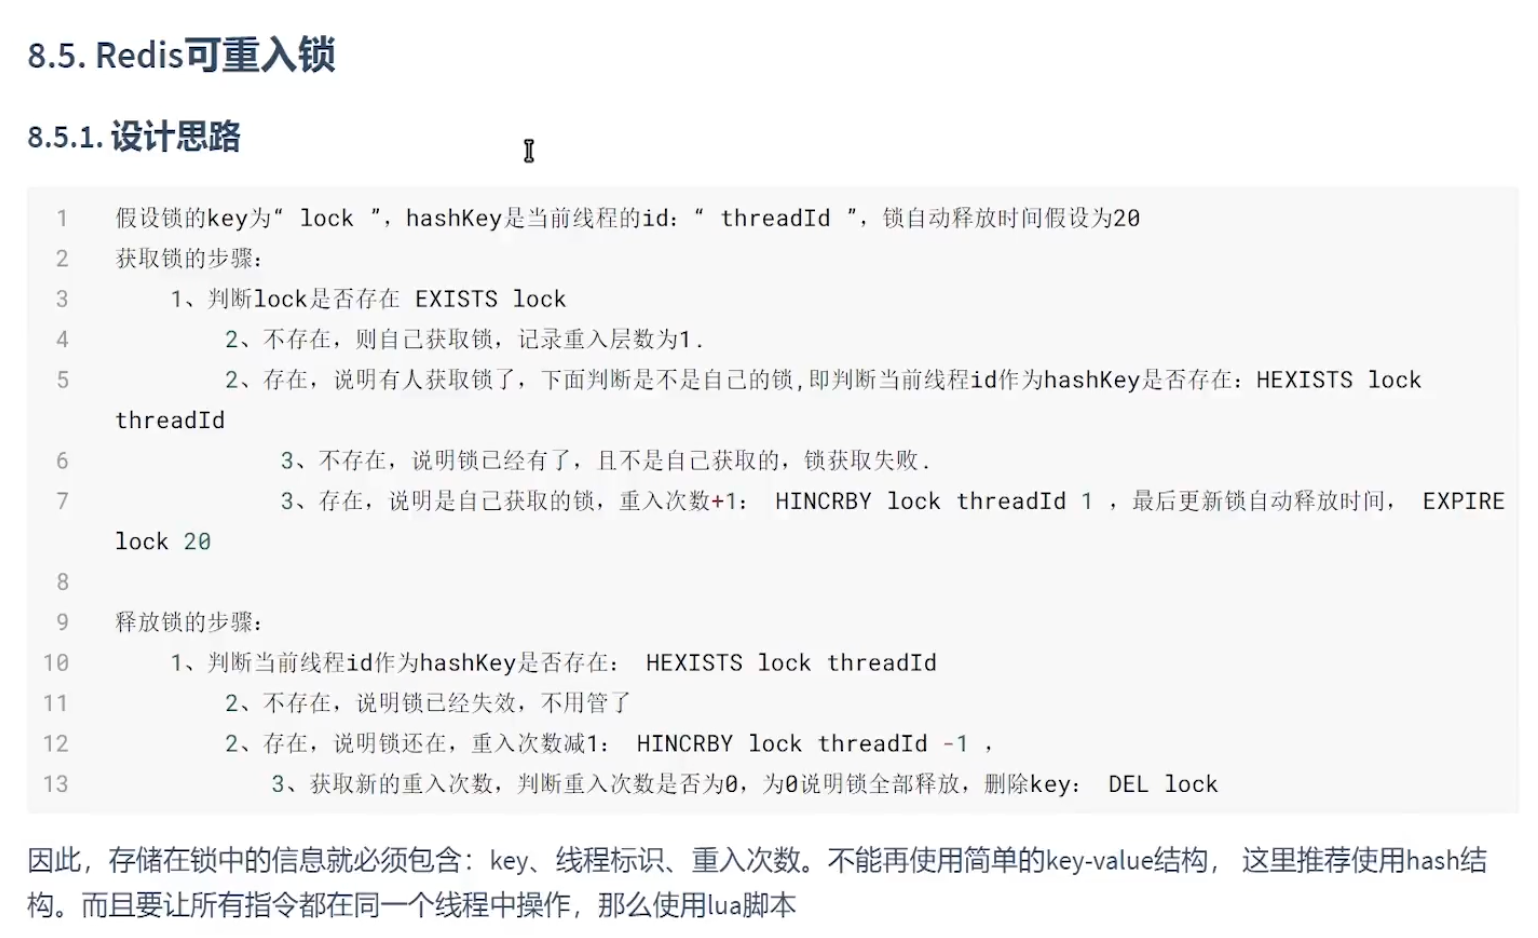 8.5. Redis可重入锁
8.5.1. 设计思路
1 假设锁的key为“ lock ”，hashKey是当前线程的id：“ threadId ”，锁自动释放时间假设为20
2 获取锁的步骤：
3 1、判断lock是否存在 EXISTS lock
4 2、不存在，则自己获取锁，记录重入层数为1.
5 2、存在，说明有人获取锁了，下面判断是不是自己的锁,即判断当前线程id作为hashKey是否存在：HEXISTS lock
threadId
6 3、不存在，说明锁已经有了，且不是自己获取的，锁获取失败.
7 3、存在，说明是自己获取的锁，重入次数+1： HINCRBY lock threadId 1 ，最后更新锁自动释放时间， EXPIRE
lock 20
8
9 释放锁的步骤：
10 1、判断当前线程id作为hashKey是否存在： HEXISTS lock threadId
11 2、不存在，说明锁已经失效，不用管了
12 2、存在，说明锁还在，重入次数减1： HINCRBY lock threadId -1 ，
13 3、获取新的重入次数，判断重入次数是否为0，为0说明锁全部释放，删除key： DEL lock
因此，存储在锁中的信息就必须包含：key、线程标识、重入次数。不能再使用简单的key-value结构， 这里推荐使用hash结
构。而且要让所有指令都在同一个线程中操作，那么使用lua脚本